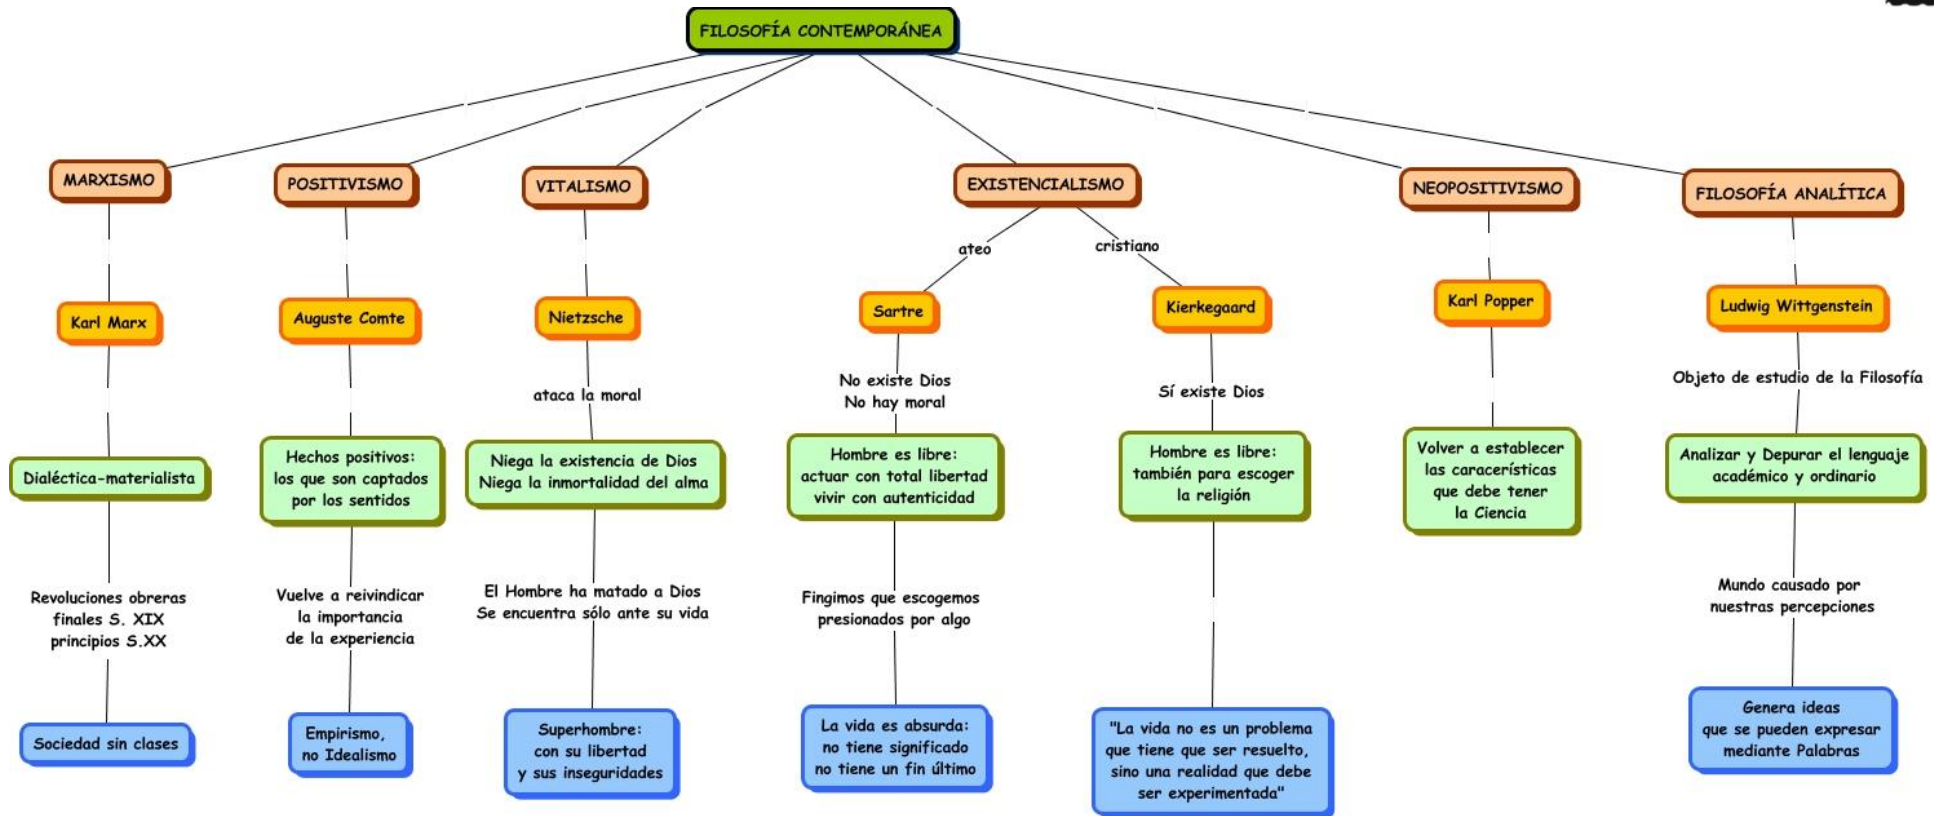 FILOSOFÍA CONTEMPORÁNEA
MARXISMO
POSITIVISMO
VITALISMO
EXISTENCIALISMO
NEOPOSITIVISMO
FILOSOFÍA ANALÍTICA
ateo
cristiano
Karl Marx
Auguste Comte
Nietzsche
Sartre
Kierkegaard
Karl Popper
Ludwig Wittgenstein
ataca la moral
No existe Dios
No hay moral
Sí existe Dios
Objeto de estudio de la Filosofía
Dialéctica-materialista
Hechos positivos:
los que son captados
por los sentidos
Niega la existencia de Dios
Niega la inmortalidad del alma
Hombre es libre:
actuar con total libertad
vivir con autenticidad
Hombre es libre:
también para escoger
la religión
Volver a establecer
las caracerísticas
que debe tener
la Ciencia
Analizar y Depurar el lenguaje
académico y ordinario
Revoluciones obreras
finales S. XIX
principios S.XX
Vuelve a reivindicar
la importancia
de la experiencia
El Hombre ha matado a Dios
Se encuentra sólo ante su vida
Fingimos que escogemos
presionados por algo
Mundo causado por
nuestras percepciones
Sociedad sin clases
Empirismo,
no Idealismo
Superhombre:
con su libertad
y sus inseguridades
La vida es absurda:
no tiene significado
no tiene un fin último
"La vida no es un problema
que tiene que ser resuelto,
sino una realidad que debe
ser experimentada"
Genera ideas
que se pueden expresar
mediante Palabras